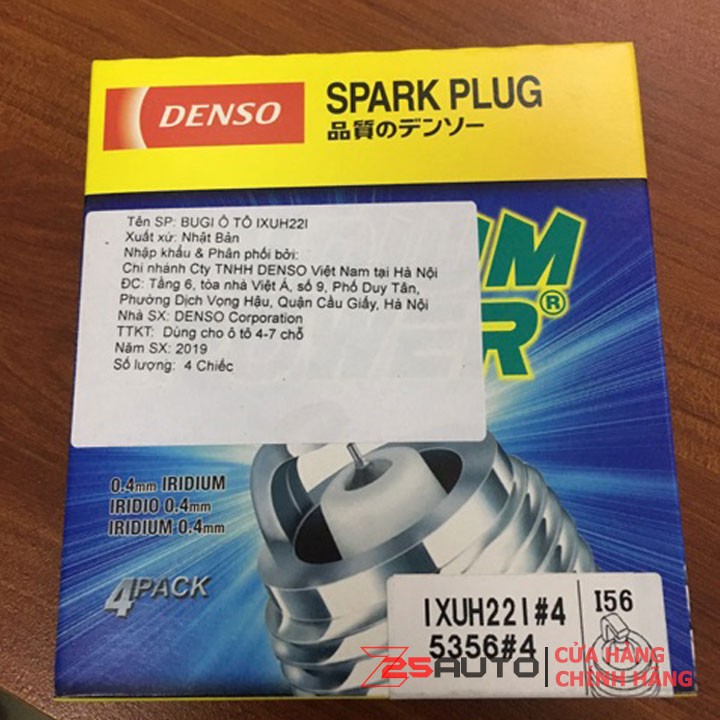 DENSO
SPARK PLUG
品質のデンソー
Tên SP: BUGI Ô TÔ IXUH22I
Xuất xứ: Nhật Bản
Nhập khẩu & Phân phối bởi:
Chi nhánh Cty TNHH DENSO Việt Nam tại Hà Nội
ĐC: Tầng 6, tòa nhà Việt Á, số 9, Phố Duy Tân,
Phường Dịch Vọng Hậu, Quận Cầu Giấy, Hà Nội
Nhà SX: DENSO Corporation
TTKT: Dùng cho ô tô 4-7 chỗ
Năm SX: 2019
Số lượng: 4 Chiếc
®
0.4mm IRIDIUM
IRIDIO 0.4mm
IRIDIUM 0.4mm
4PACK
IXUH22I#4
5356#4
I56
ZSAUTO
CỬA HÀNG
CHÍNH HÃNG